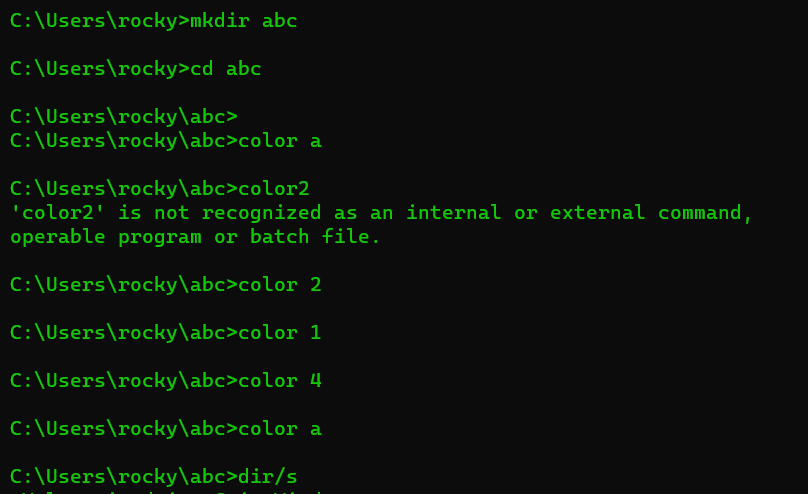 C:\Users\rocky>mkdir abc
C:\Users\rocky>cd abc
C:\Users\rocky\abc>
C:\Users\rocky\abc>color a
C:\Users\rocky\abc>color2
'color2' is not recognized as an internal or external command,
operable program or batch file.
C:\Users\rocky\abc>color 2
C:\Users\rocky\abc>color 1
C:\Users\rocky\abc>color 4
C:\Users\rocky\abc>color a
C:\Users\rocky\abc>dir/s